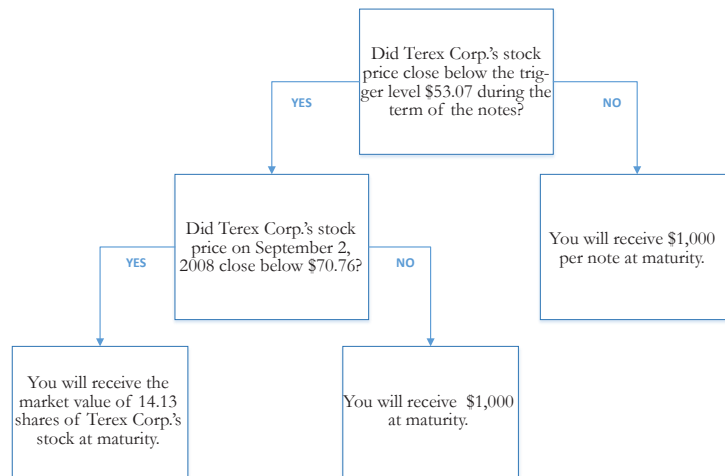 Did Terex Corp.'s stock
price close below the trig-
ger level $53.07 during the
term of the notes?
YES
NO
Did Terex Corp.'s stock
price on September 2,
2008 close below $70.76?
You will receive $1,000
per note at maturity.
YES
NO
You will receive the
market value of 14.13
shares of Terex Corp.'s
stock at maturity.
You will receive $1,000
at maturity.